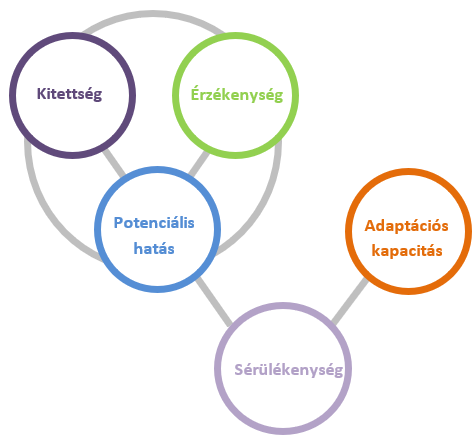 Kitettség
Érzékenység
Potenciális
hatás
Adaptációs
kapacitás
Sérülékenység